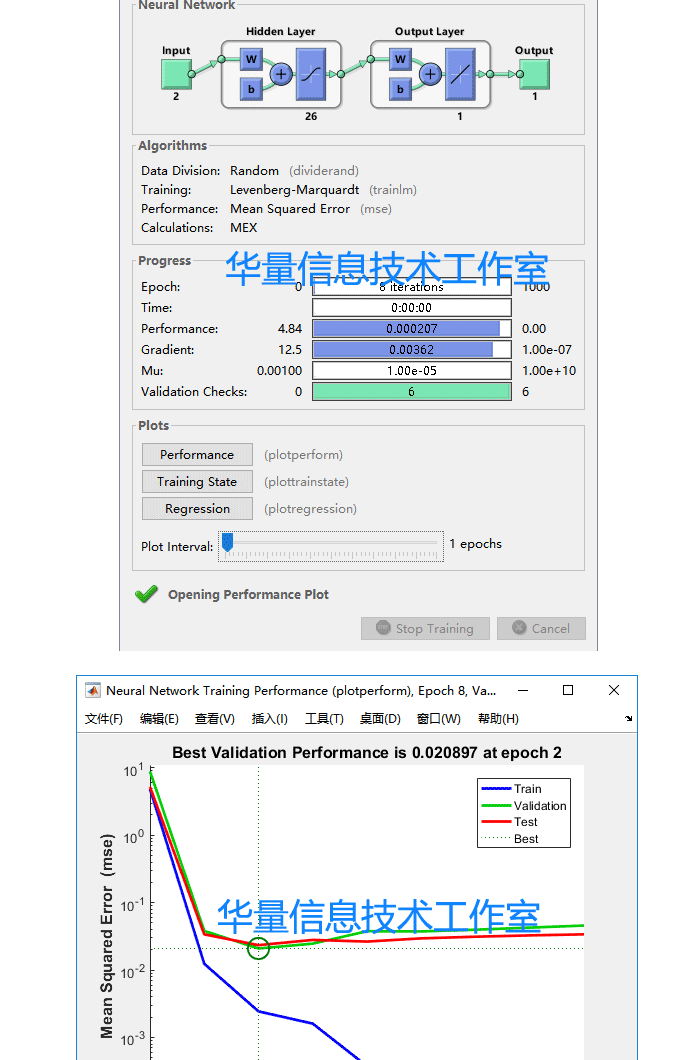 Neural Network
Hidden Layer Output Layer
Input Output
W W
b b
2 1
26 1
Algorithms
Data Division: Random (dividerand)
Training: Levenberg-Marquardt (trainlm)
Performance: Mean Squared Error (mse)
Calculations: MEX
Progress
华量信息技术工作室
Epoch: 0 8 iterations 1000
Time: 0:00:00
Performance: 4.84 0.000207 0.00
Gradient: 12.5 0.00362 1.00e-07
Mu: 0.00100 1.00e-05 1.00e+10
Validation Checks: 0 6 6
Plots
Performance (plotperform)
Training State (plottrainstate)
Regression (plotregression)
Plot Interval: 1 epochs
Opening Performance Plot
Stop Training Cancel
Neural Network Training Performance (plotperform), Epoch 8, Va...
文件(F) 编辑(E) 查看(V) 插入(I) 工具(T) 桌面(D) 窗口(W) 帮助(H)
Best Validation Performance is 0.020897 at epoch 2
10^1
Train
Validation
Test
Best
10^0
10^-1
华量信息技术工作室
10^-2
10^-3
Mean Squared Error (mse)